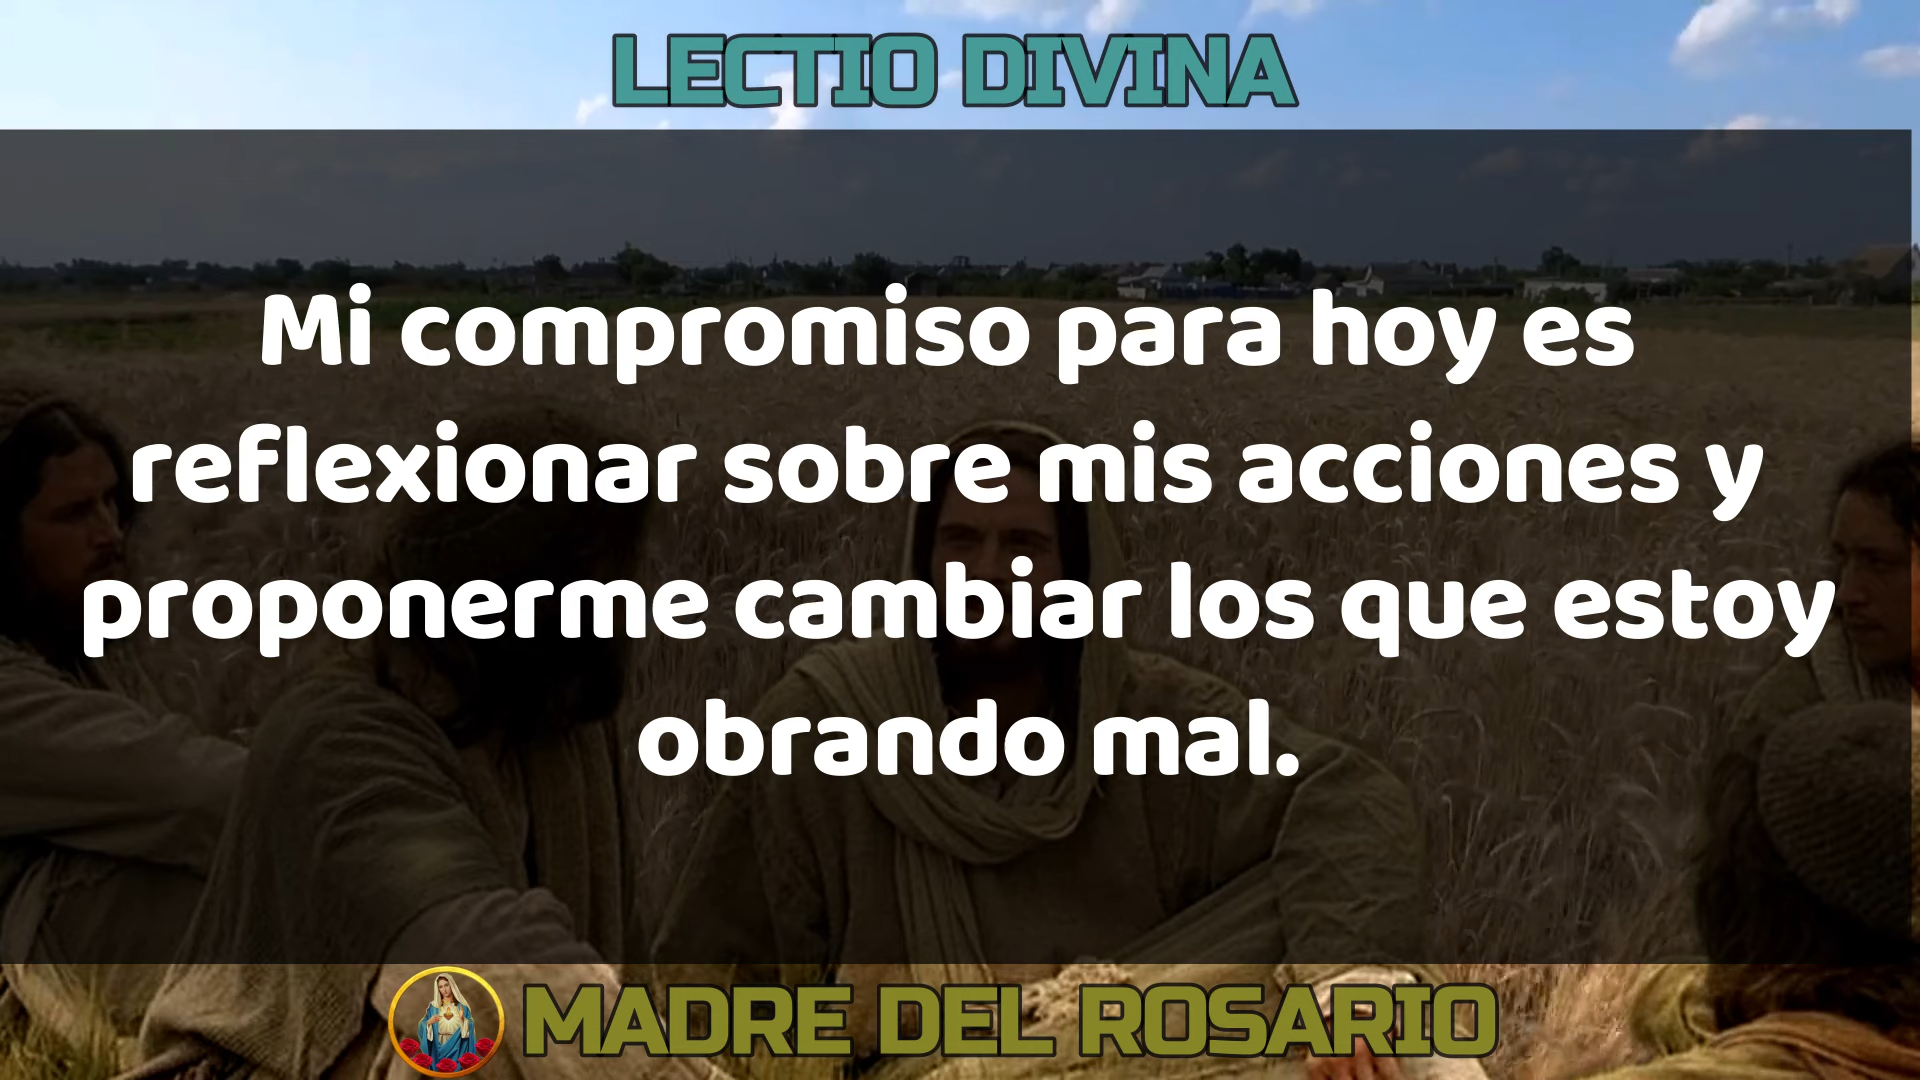 LECTIO DIVINA
Mi compromiso para hoy es
reflexionar sobre mis acciones y
proponerme cambiar los que estoy
obrando mal.
MADRE DEL ROSARIO